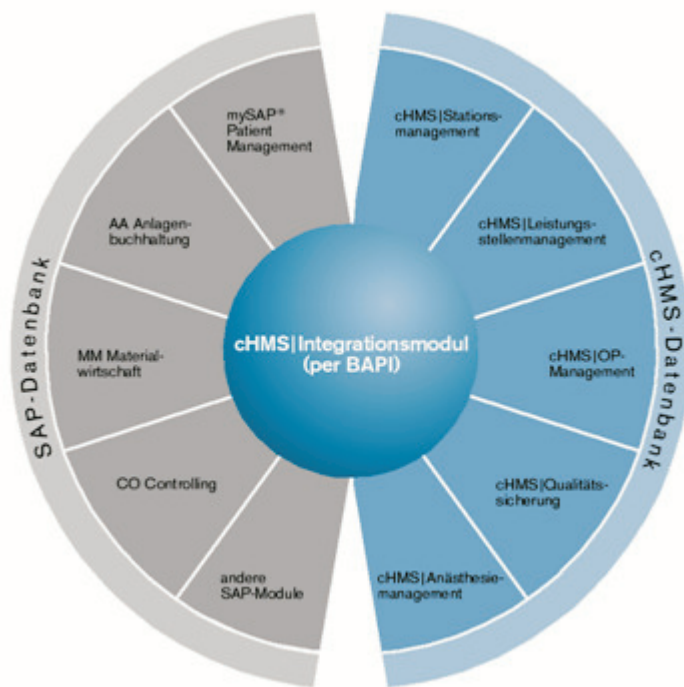 mySAP®
Patient
Management
AA Anlagen-
buchhaltung
MM Material-
wirtschaft
CO Controlling
andere
SAP-Module
SAP-Datenbank
cHMS|Integrationsmodul
(per BAPI)
cHMS|Stations-
management
cHMS|Leistungs-
stellenmanagement
cHMS|OP-
Management
cHMS|Qualitäts-
sicherung
cHMS|Anästhesie-
management
cHMS-Datenbank